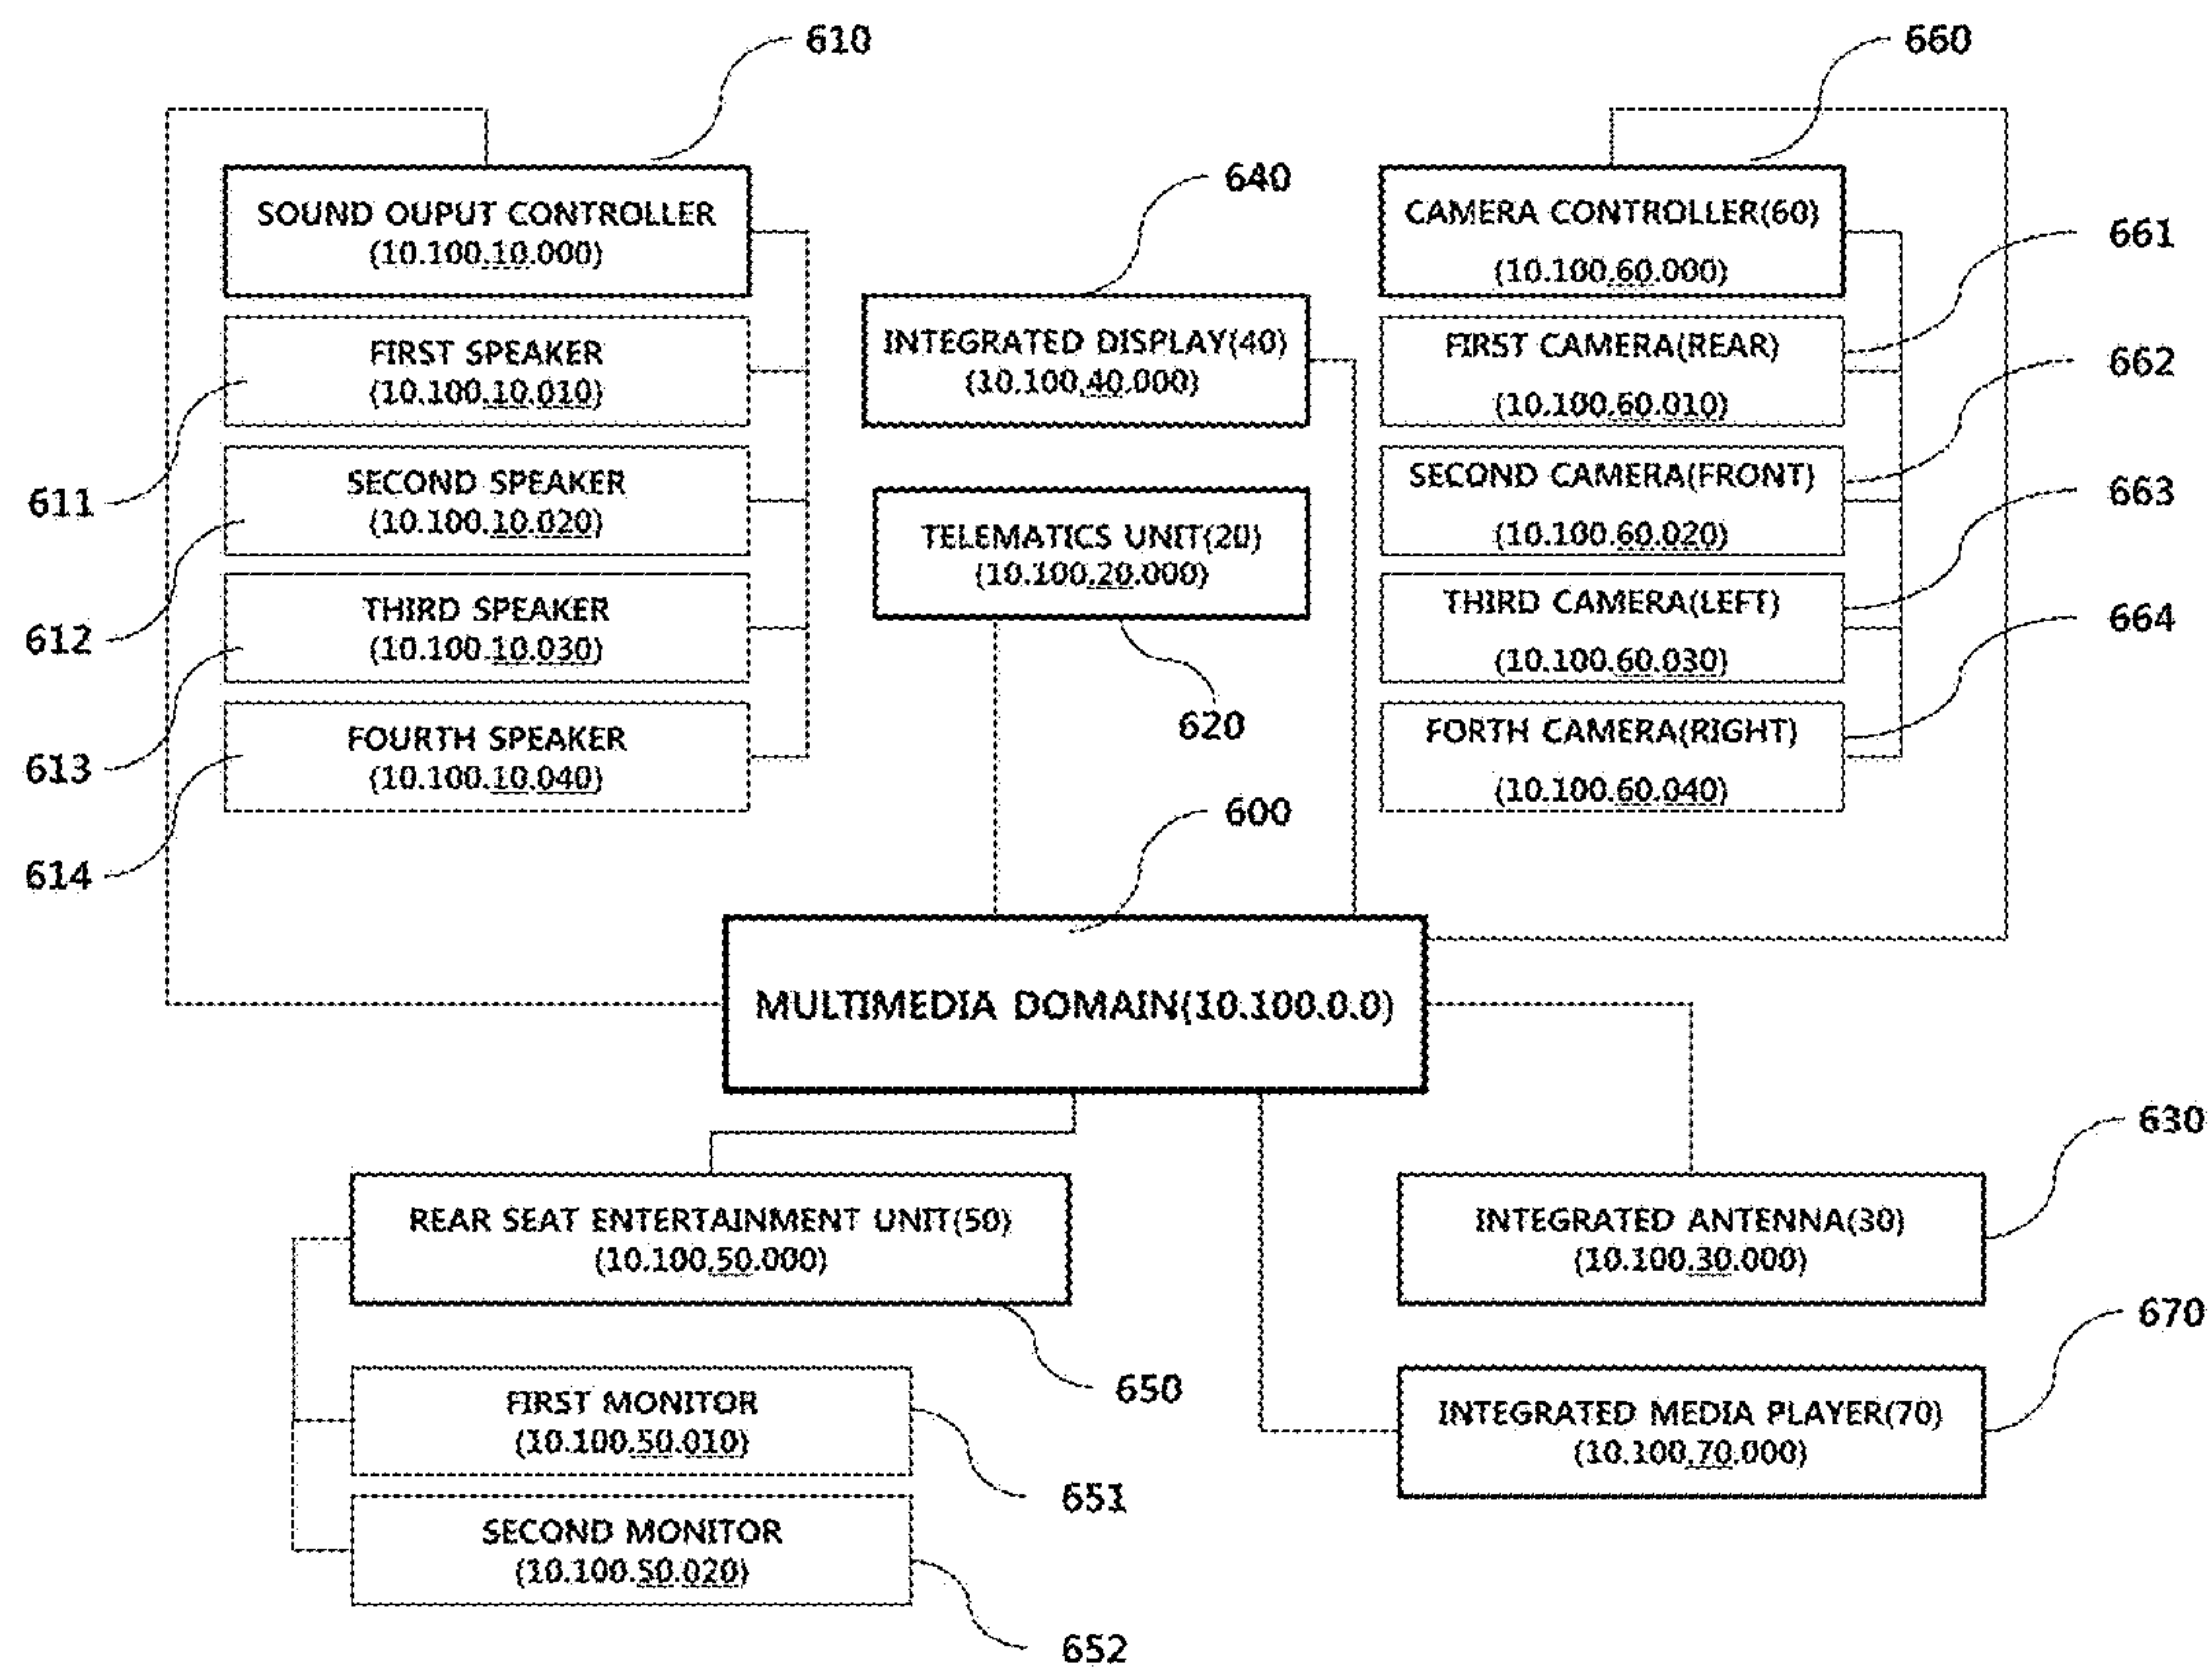 610
SOUND OUPUT CONTROLLER
(10.100.10.000)
FIRST SPEAKER
(10.100.10.010)
611
SECOND SPEAKER
(10.100.10.020)
612
THIRD SPEAKER
(10.100.10.030)
613
FOURTH SPEAKER
(10.100.10.040)
614
640
INTEGRATED DISPLAY(40)
(10.100.40.000)
TELEMATICS UNIT(20)
(10.100.20.000)
620
660
CAMERA CONTROLLER(60)
(10.100.60.000)
661
FIRST CAMERA(REAR)
(10.100.60.010)
662
SECOND CAMERA(FRONT)
(10.100.60.020)
663
THIRD CAMERA(LEFT)
(10.100.60.030)
664
FORTH CAMERA(RIGHT)
(10.100.60.040)
600
MULTIMEDIA DOMAIN(10.100.0.0)
REAR SEAT ENTERTAINMENT UNIT(50)
(10.100.50.000)
650
FIRST MONITOR
(10.100.50.010)
651
SECOND MONITOR
(10.100.50.020)
652
630
INTEGRATED ANTENNA(30)
(10.100.30.000)
670
INTEGRATED MEDIA PLAYER(70)
(10.100.70.000)